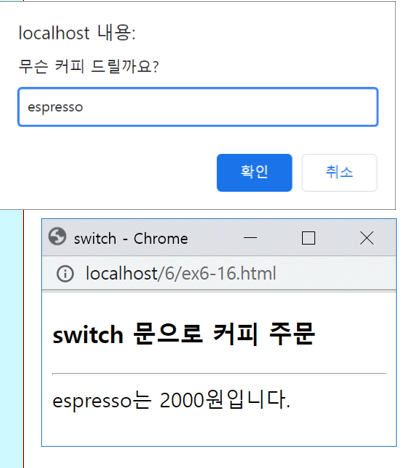 localhost 내용:
무슨 커피 드릴까요?
espresso
확인 취소
switch - Chrome
localhost/6/ex6-16.html
switch 문으로 커피 주문
espresso는 2000원입니다.